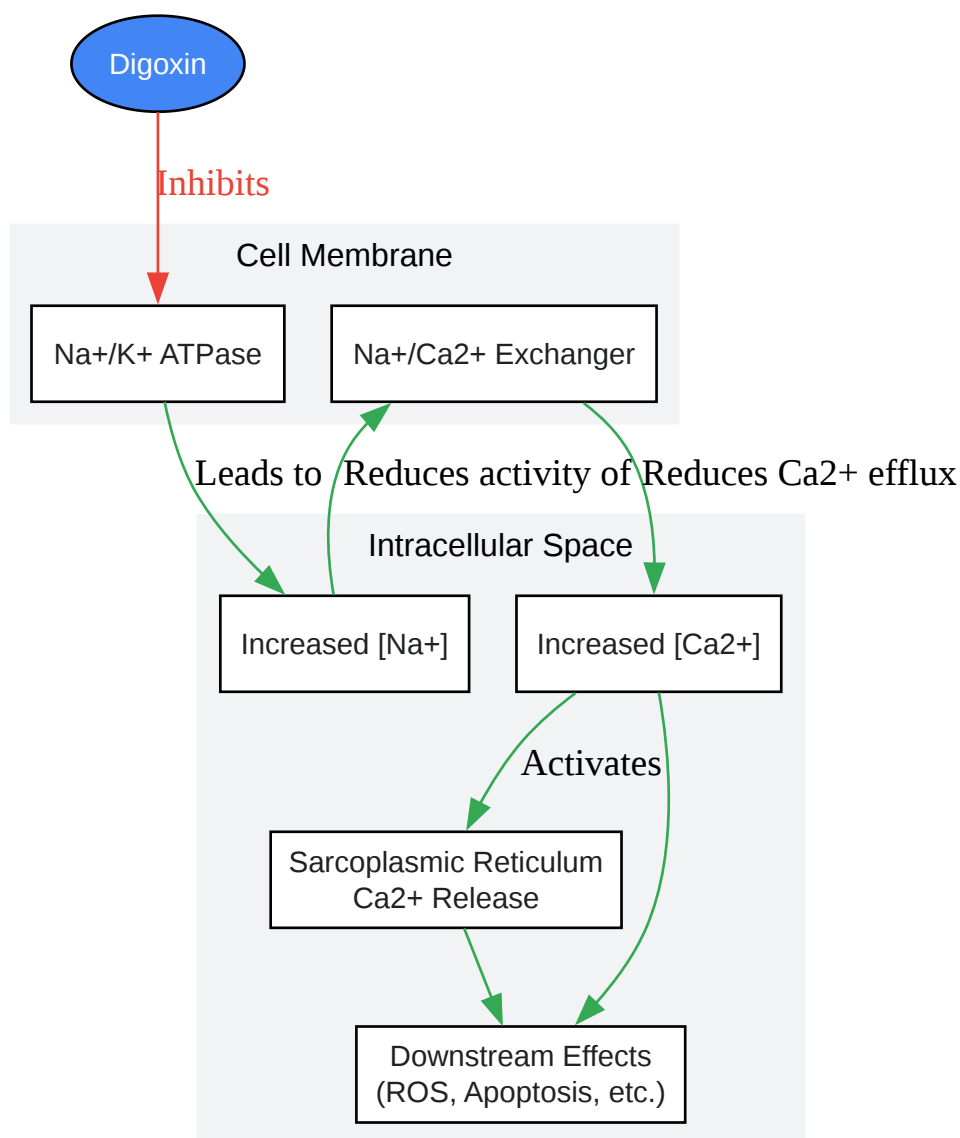 Digoxin
Inhibits
Cell Membrane
Na+/K+ ATPase
Na+/Ca2+ Exchanger
Leads to
Reduces activity of
Reduces Ca2+ efflux
Intracellular Space
Increased [Na+]
Increased [Ca2+]
Activates
Sarcoplasmic Reticulum
Ca2+ Release
Downstream Effects
(ROS, Apoptosis, etc.)